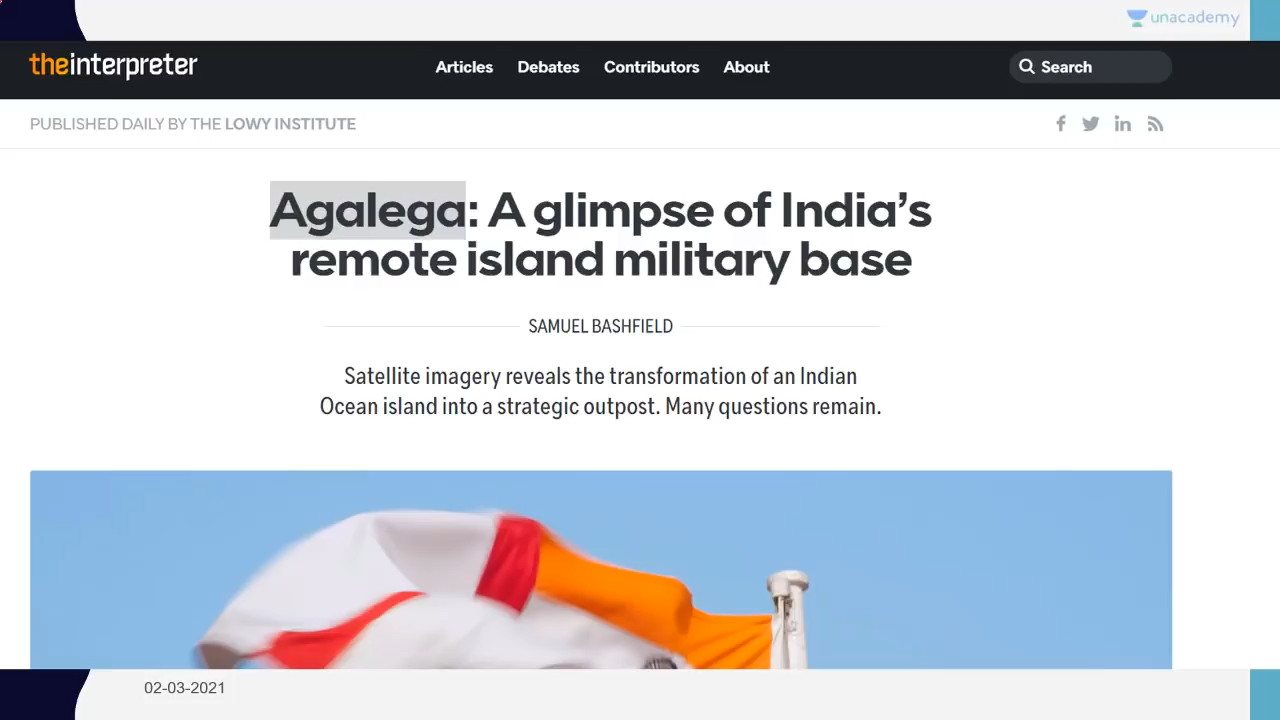 unacademy
theinterpreter
Articles Debates Contributors About
Search
PUBLISHED DAILY BY THE LOWY INSTITUTE
Agalega: A glimpse of India’s
remote island military base
SAMUEL BASHFIELD
Satellite imagery reveals the transformation of an Indian
Ocean island into a strategic outpost. Many questions remain.
02-03-2021